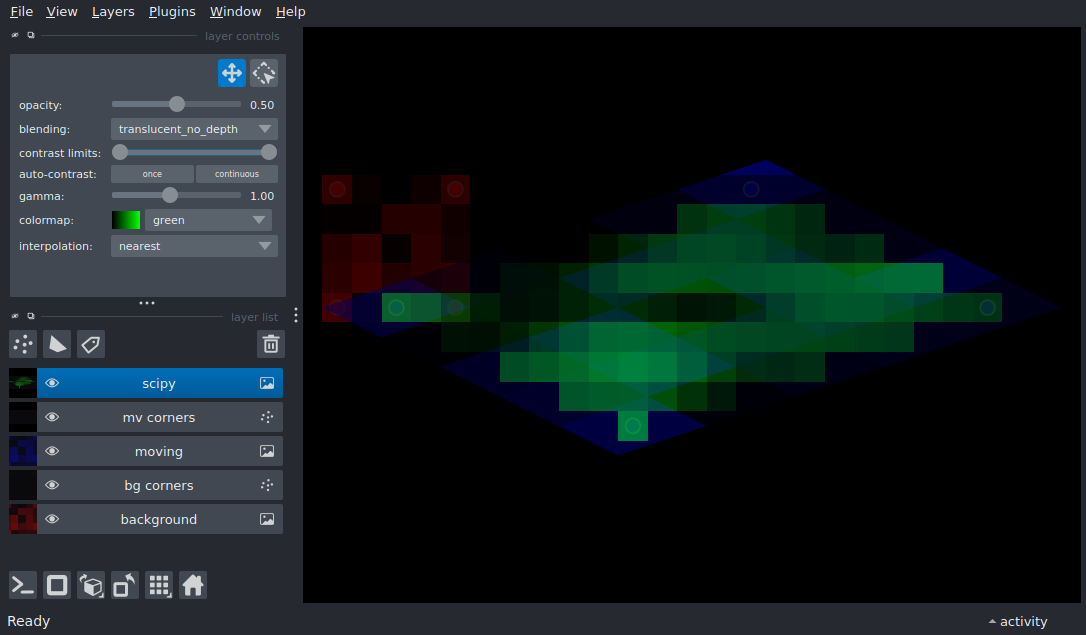 File View Layers Plugins Window Help
layer controls
opacity: 0.50
blending: translucent_no_depth
contrast limits:
auto-contrast: once continuous
gamma: 1.00
colormap: green
interpolation: nearest
layer list
scipy
mv corners
moving
bg corners
background
Ready activity